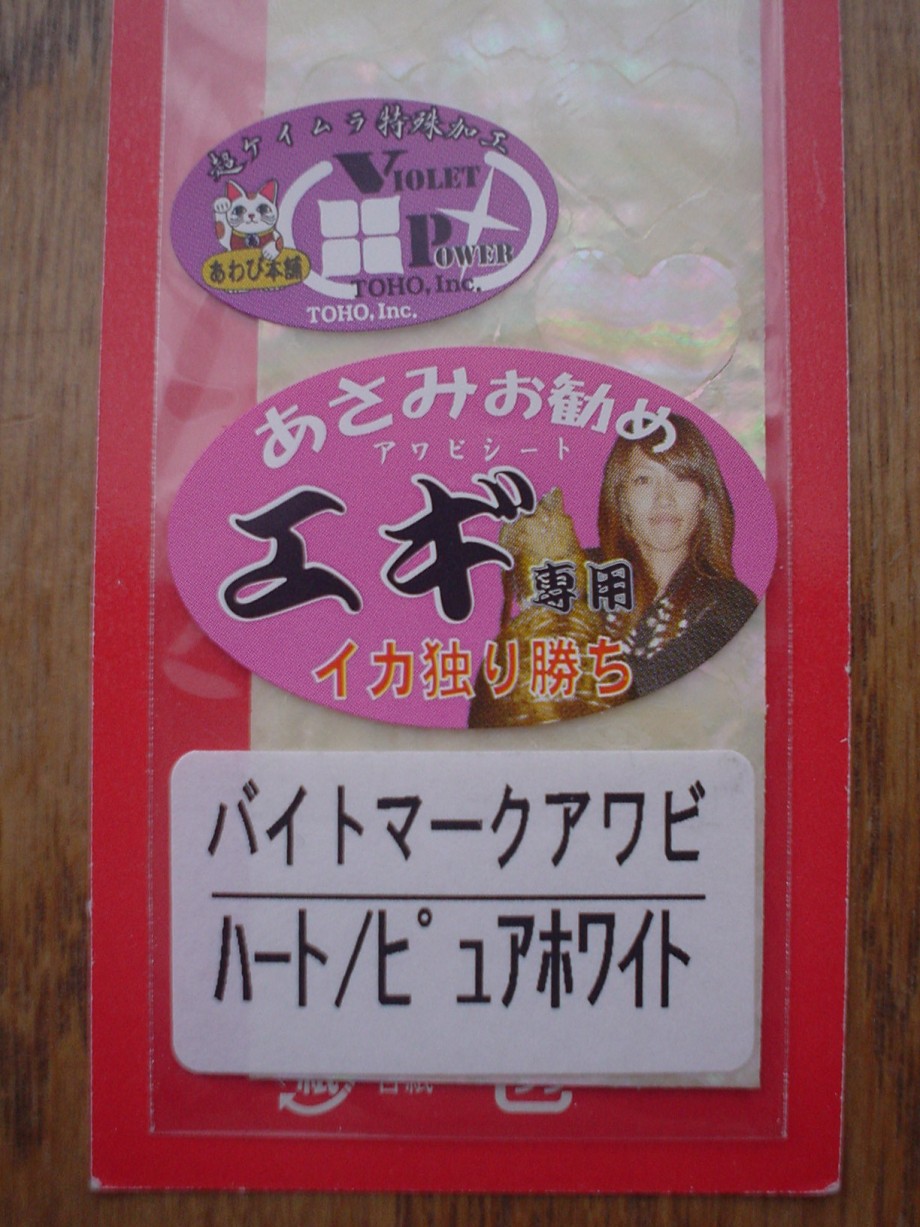 超ケイムラ特殊加工
VIOLET
POWER
あわび本舗
TOHO, Inc.
TOHO, Inc.
あさみお勧め
アワビシート
エギ専用
イカ独り勝ち
バイトマークアワビ
ハート/ピュアホワイト